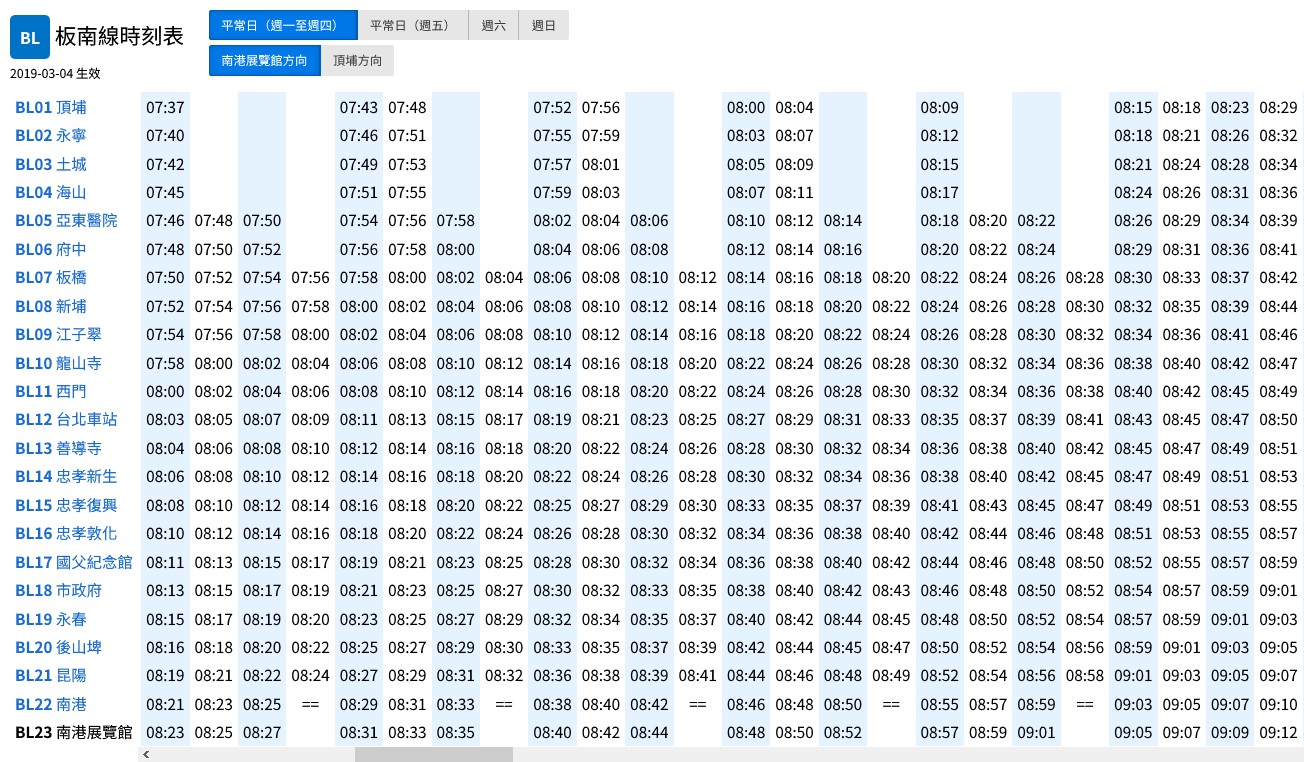 BL 板南線時刻表
平常日（週一至週四） 平常日（週五） 週六 週日
南港展覽館方向 頂埔方向
2019-03-04 生效
BL01 頂埔 07:37 07:43 07:48 07:52 07:56 08:00 08:04 08:09 08:15 08:18 08:23 08:29
BL02 永寧 07:40 07:46 07:51 07:55 07:59 08:03 08:07 08:12 08:18 08:21 08:26 08:32
BL03 土城 07:42 07:49 07:53 07:57 08:01 08:05 08:09 08:15 08:21 08:24 08:28 08:34
BL04 海山 07:45 07:51 07:55 07:59 08:03 08:07 08:11 08:17 08:24 08:26 08:31 08:36
BL05 亞東醫院 07:46 07:48 07:50 07:54 07:56 07:58 08:02 08:04 08:06 08:10 08:12 08:14 08:18 08:20 08:22 08:26 08:29 08:34 08:39
BL06 府中 07:48 07:50 07:52 07:56 07:58 08:00 08:04 08:06 08:08 08:12 08:14 08:16 08:20 08:22 08:24 08:29 08:31 08:36 08:41
BL07 板橋 07:50 07:52 07:54 07:56 07:58 08:00 08:02 08:04 08:06 08:08 08:10 08:12 08:14 08:16 08:18 08:20 08:22 08:24 08:26 08:28 08:30 08:33 08:37 08:42
BL08 新埔 07:52 07:54 07:56 07:58 08:00 08:02 08:04 08:06 08:08 08:10 08:12 08:14 08:16 08:18 08:20 08:22 08:24 08:26 08:28 08:30 08:32 08:35 08:39 08:44
BL09 江子翠 07:54 07:56 07:58 08:00 08:02 08:04 08:06 08:08 08:10 08:12 08:14 08:16 08:18 08:20 08:22 08:24 08:26 08:28 08:30 08:32 08:34 08:36 08:41 08:46
BL10 龍山寺 07:58 08:00 08:02 08:04 08:06 08:08 08:10 08:12 08:14 08:16 08:18 08:20 08:22 08:24 08:26 08:28 08:30 08:32 08:34 08:36 08:38 08:40 08:42 08:47
BL11 西門 08:00 08:02 08:04 08:06 08:08 08:10 08:12 08:14 08:16 08:18 08:20 08:22 08:24 08:26 08:28 08:30 08:32 08:34 08:36 08:38 08:40 08:42 08:45 08:49
BL12 台北車站 08:03 08:05 08:07 08:09 08:11 08:13 08:15 08:17 08:19 08:21 08:23 08:25 08:27 08:29 08:31 08:33 08:35 08:37 08:39 08:41 08:43 08:45 08:47 08:50
BL13 善導寺 08:04 08:06 08:08 08:10 08:12 08:14 08:16 08:18 08:20 08:22 08:24 08:26 08:28 08:30 08:32 08:34 08:36 08:38 08:40 08:42 08:45 08:47 08:49 08:51
BL14 忠孝新生 08:06 08:08 08:10 08:12 08:14 08:16 08:18 08:20 08:22 08:24 08:26 08:28 08:30 08:32 08:34 08:36 08:38 08:40 08:42 08:45 08:47 08:49 08:51 08:53
BL15 忠孝復興 08:08 08:10 08:12 08:14 08:16 08:18 08:20 08:22 08:25 08:27 08:29 08:30 08:33 08:35 08:37 08:39 08:41 08:43 08:45 08:47 08:49 08:51 08:53 08:55
BL16 忠孝敦化 08:10 08:12 08:14 08:16 08:18 08:20 08:22 08:24 08:26 08:28 08:30 08:32 08:34 08:36 08:38 08:40 08:42 08:44 08:46 08:48 08:51 08:53 08:55 08:57
BL17 國父紀念館 08:11 08:13 08:15 08:17 08:19 08:21 08:23 08:25 08:28 08:30 08:32 08:34 08:36 08:38 08:40 08:42 08:44 08:46 08:48 08:50 08:52 08:55 08:57 08:59
BL18 市政府 08:13 08:15 08:17 08:19 08:21 08:23 08:25 08:27 08:30 08:32 08:33 08:35 08:38 08:40 08:42 08:43 08:46 08:48 08:50 08:52 08:54 08:57 08:59 09:01
BL19 永春 08:15 08:17 08:19 08:20 08:23 08:25 08:27 08:29 08:32 08:34 08:35 08:37 08:40 08:42 08:44 08:45 08:48 08:50 08:52 08:54 08:57 08:59 09:01 09:03
BL20 後山埤 08:16 08:18 08:20 08:22 08:25 08:27 08:29 08:30 08:33 08:35 08:37 08:39 08:42 08:44 08:45 08:47 08:50 08:52 08:54 08:56 08:59 09:01 09:03 09:05
BL21 昆陽 08:19 08:21 08:22 08:24 08:27 08:29 08:31 08:32 08:36 08:38 08:39 08:41 08:44 08:46 08:48 08:49 08:52 08:54 08:56 08:58 09:01 09:03 09:05 09:07
BL22 南港 08:21 08:23 08:25 == 08:29 08:31 08:33 == 08:38 08:40 08:42 == 08:46 08:48 08:50 == 08:55 08:57 08:59 == 09:03 09:05 09:07 09:10
BL23 南港展覽館 08:23 08:25 08:27 08:31 08:33 08:35 08:40 08:42 08:44 08:48 08:50 08:52 08:57 08:59 09:01 09:05 09:07 09:09 09:12